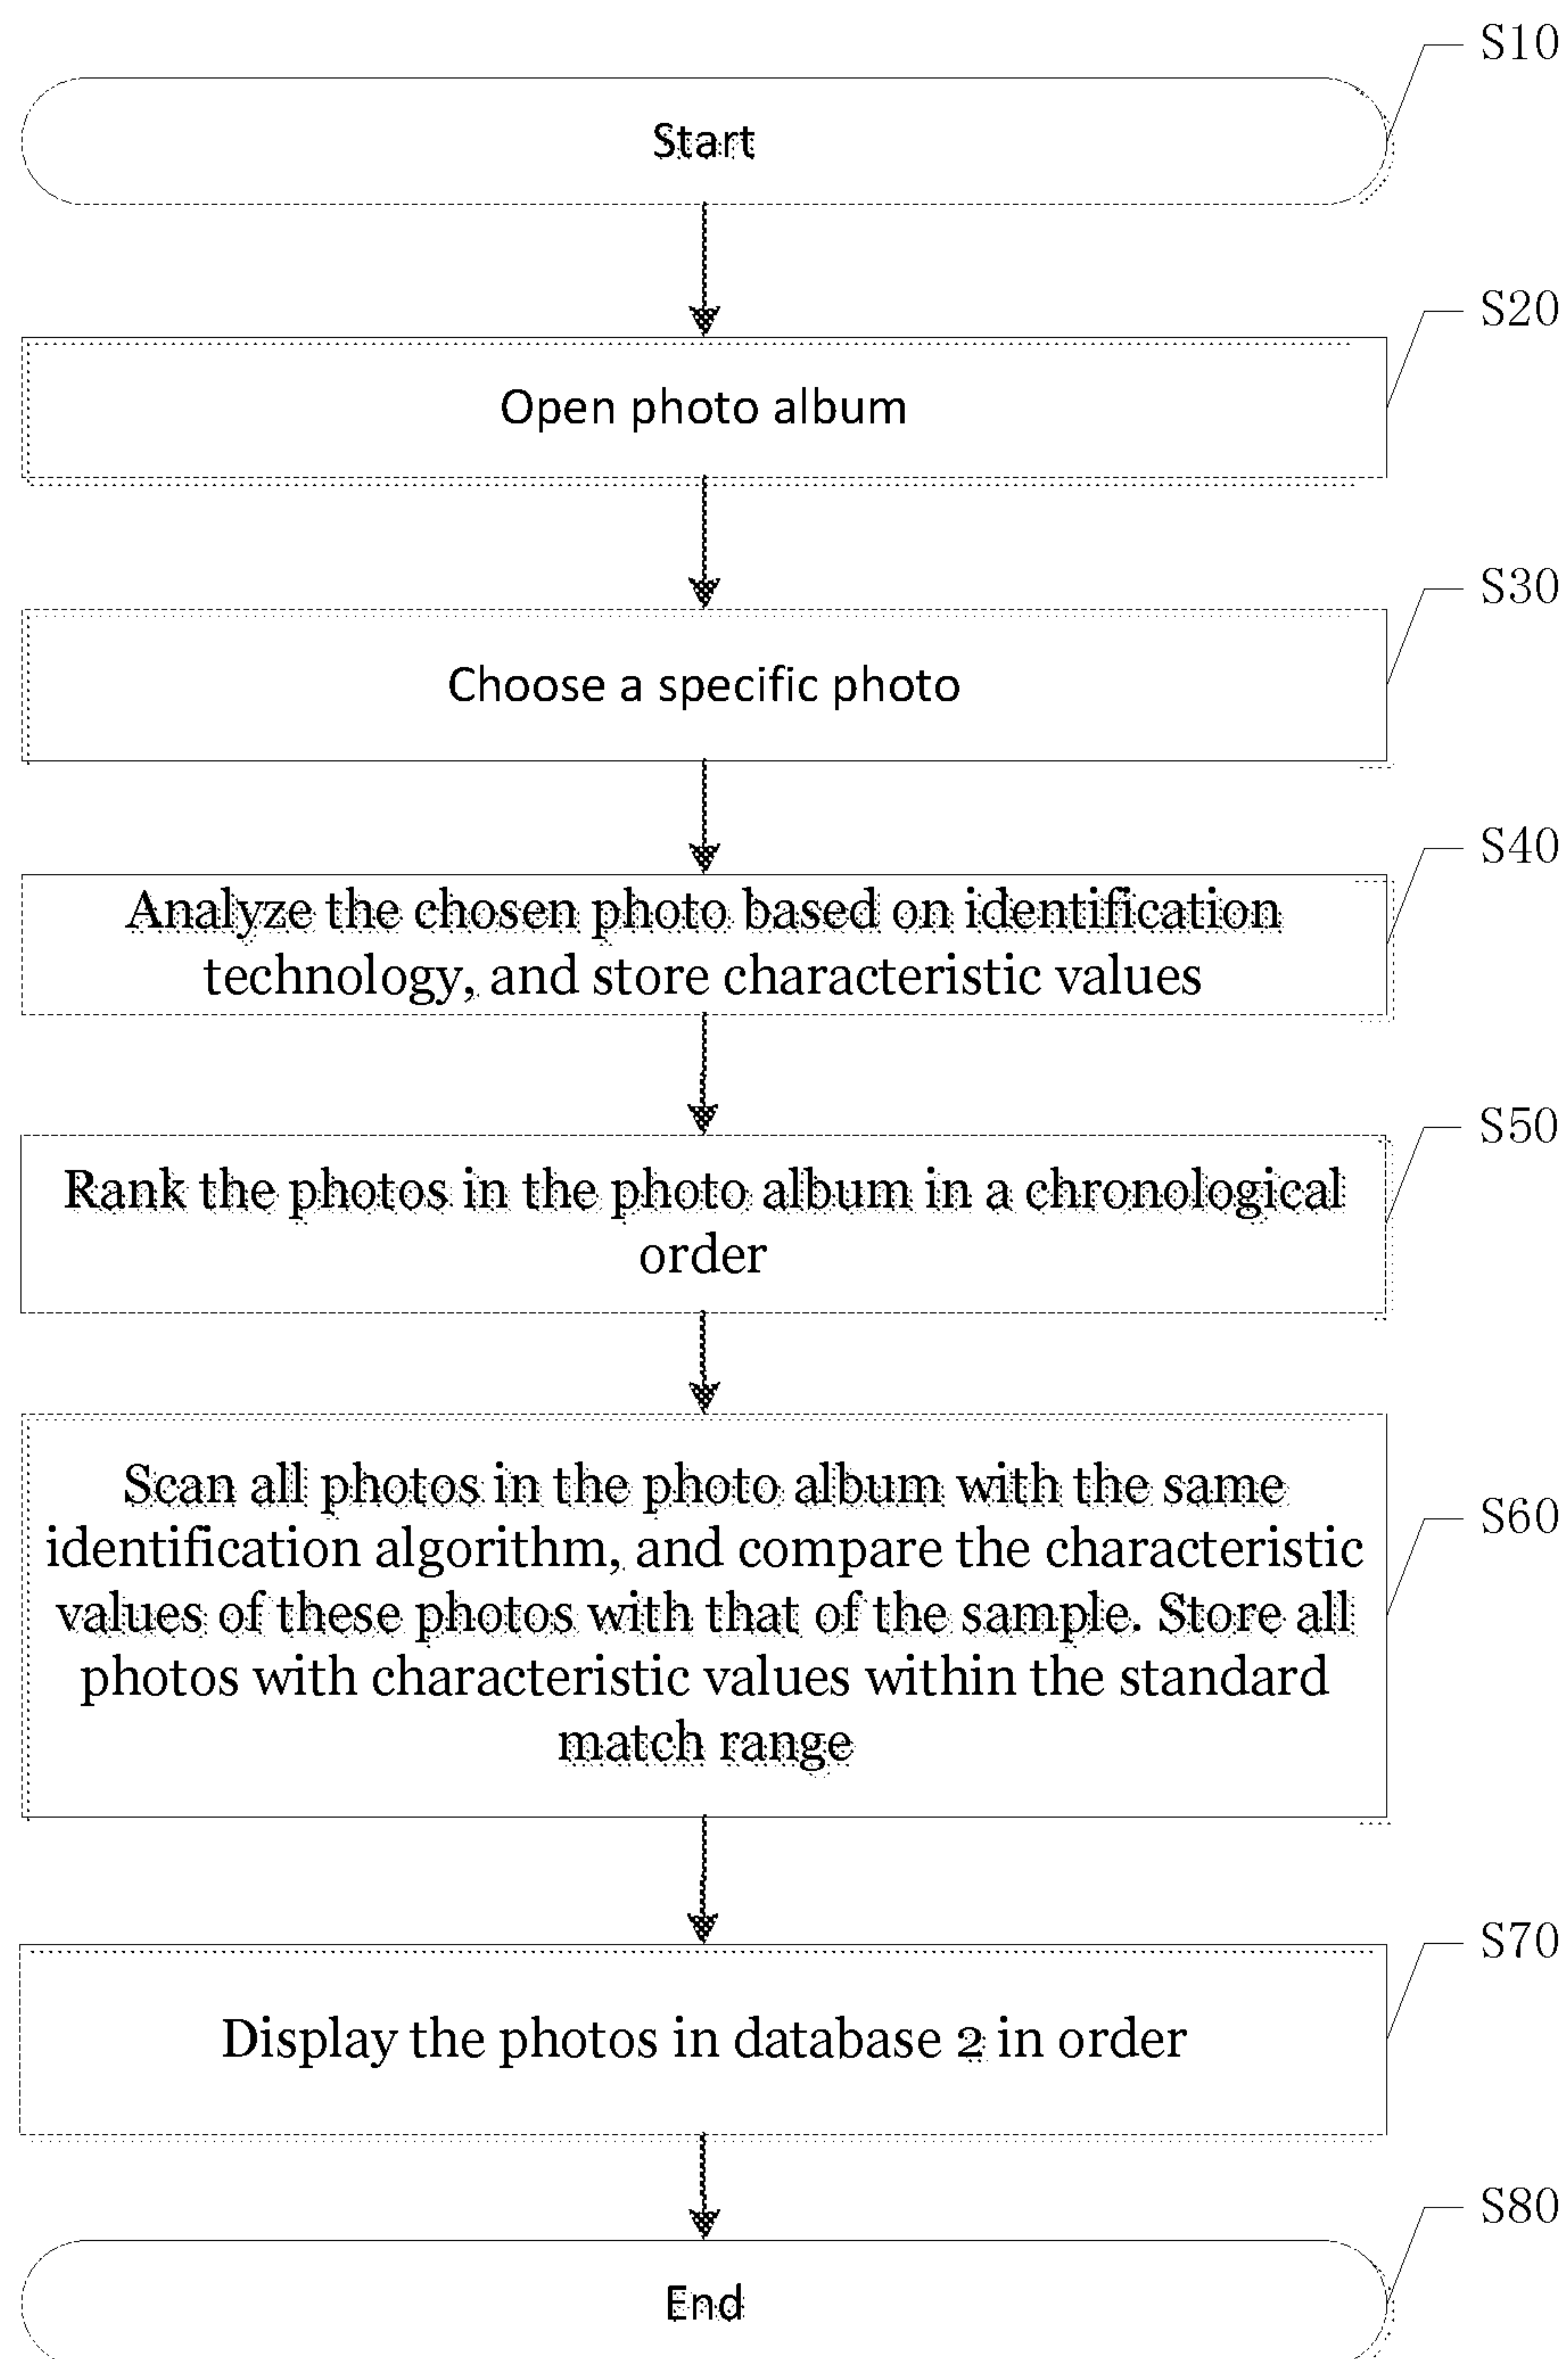 S10
Start
S20
Open photo album
S30
Choose a specific photo
S40
Analyze the chosen photo based on identification
technology, and store characteristic values
S50
Rank the photos in the photo album in a chronological
order
S60
Scan all photos in the photo album with the same
identification algorithm, and compare the characteristic
values of these photos with that of the sample. Store all
photos with characteristic values within the standard
match range
S70
Display the photos in database 2 in order
S80
End